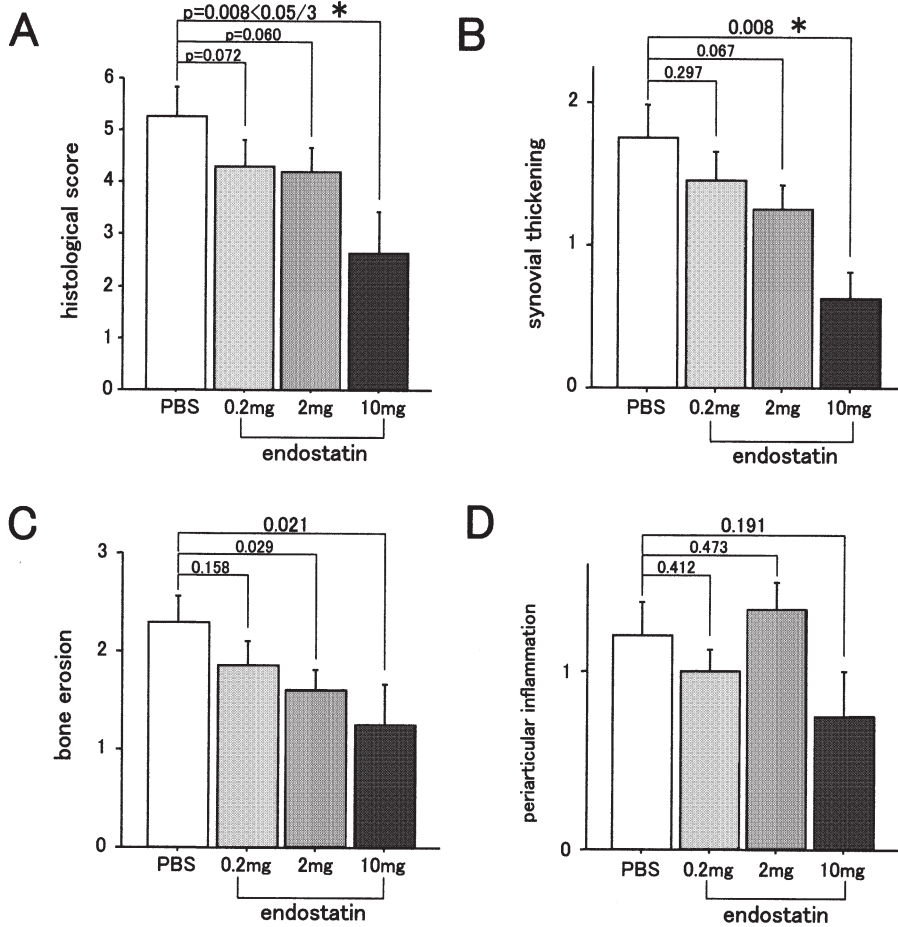 A
p=0.008<0.05/3 *
p=0.060
p=0.072
6
5
4
3
2
1
0
histological score
PBS 0.2mg 2mg 10mg
endostatin
B
0.008 *
0.067
0.297
2
1
0
synovial thickening
PBS 0.2mg 2mg 10mg
endostatin
C
0.021
0.029
0.158
3
2
1
0
bone erosion
PBS 0.2mg 2mg 10mg
endostatin
D
0.191
0.473
0.412
1
0
periarticular inflammation
PBS 0.2mg 2mg 10mg
endostatin